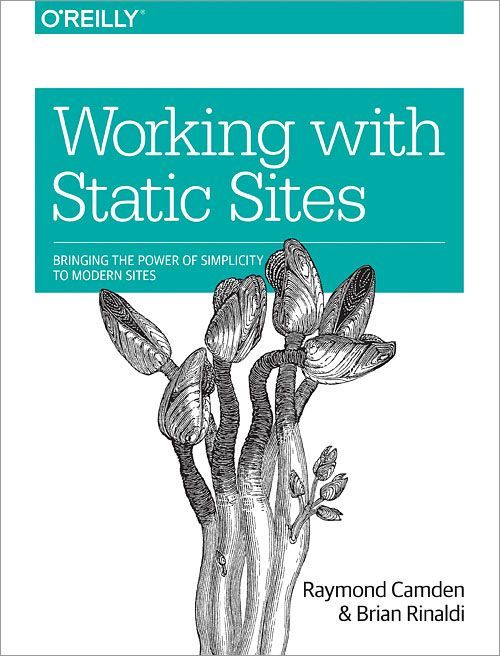 O'REILLY®
Working with
Static Sites
BRINGING THE POWER OF SIMPLICITY
TO MODERN SITES
Raymond Camden
& Brian Rinaldi